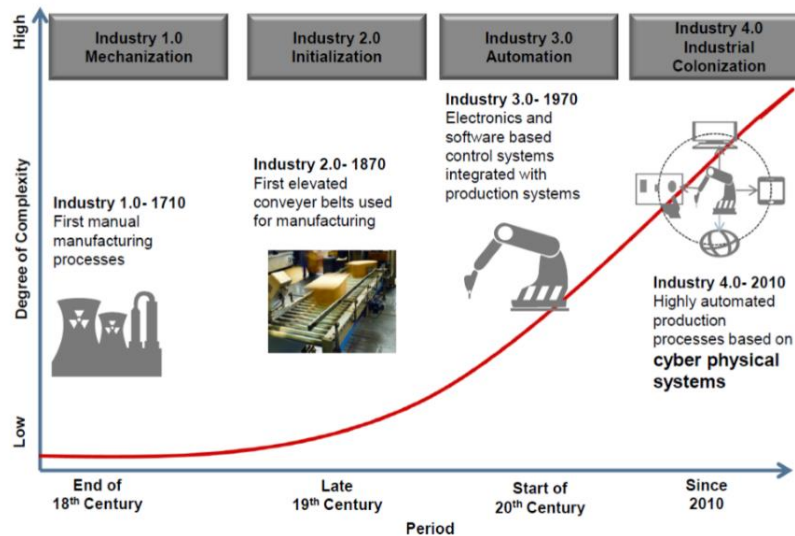 High
Degree of Complexity
Low
Industry 1.0
Mechanization
Industry 2.0
Initialization
Industry 3.0
Automation
Industry 4.0
Industrial
Colonization
Industry 1.0- 1710
First manual
manufacturing
processes
Industry 2.0- 1870
First elevated
conveyer belts used
for manufacturing
Industry 3.0- 1970
Electronics and
software based
control systems
integrated with
production systems
Industry 4.0- 2010
Highly automated
production
processes based on
cyber physical
systems
End of
18th Century
Late
19th Century
Start of
20th Century
Since
2010
Period